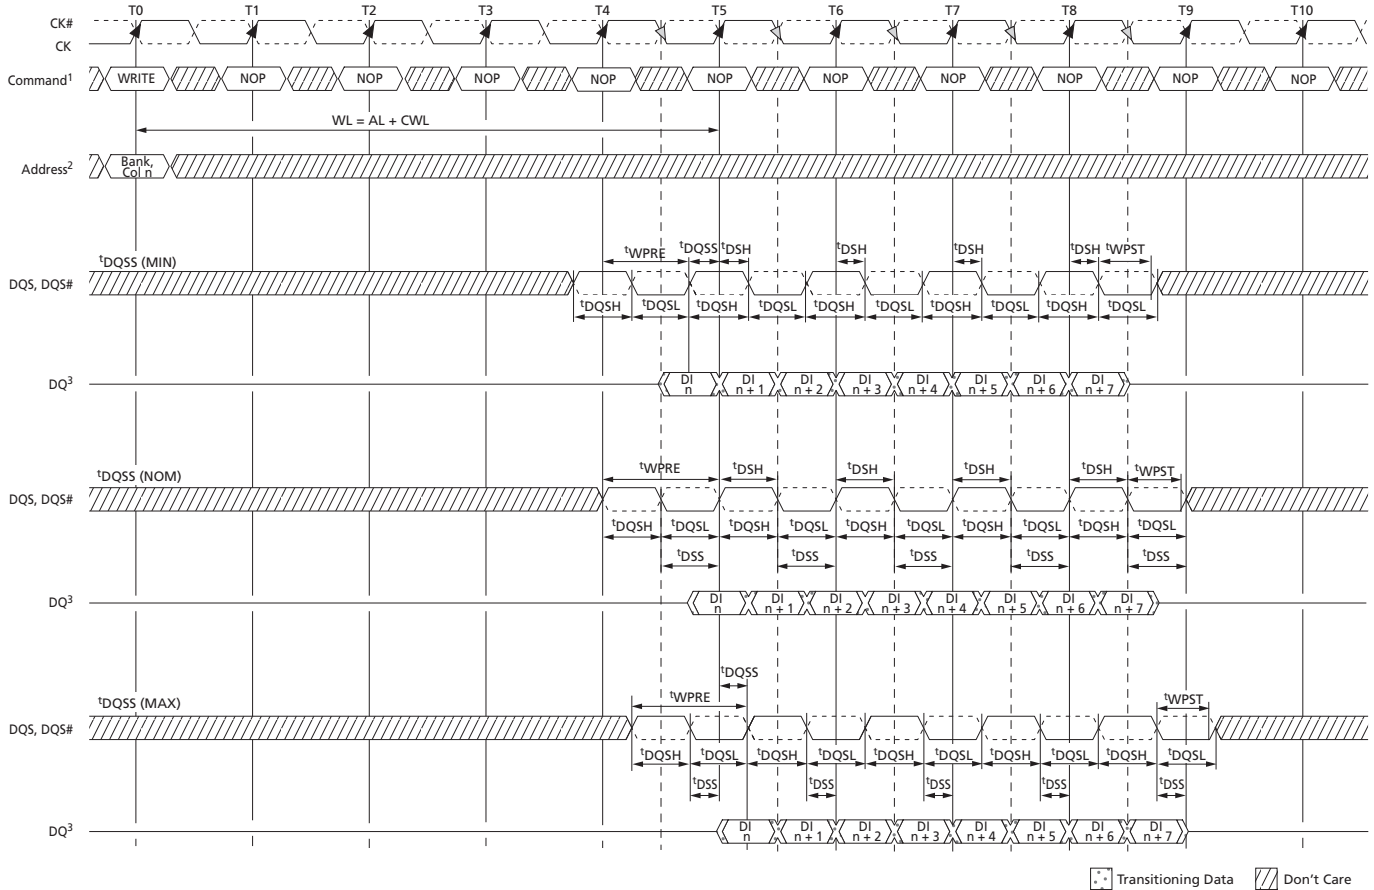 T0 T1 T2 T3 T4 T5 T6 T7 T8 T9 T10
CK#
CK
Command1 WRITE NOP NOP NOP NOP NOP NOP NOP NOP NOP NOP
WL = AL + CWL
Address2 Bank,
Col n
tDQSS (MIN) tWPRE tDQSS tDSH tDSH tDSH tDSH tWPST
DQS, DQS#
tDQSH tDQSL tDQSH tDQSL tDQSH tDQSL tDQSH tDQSL tDQSH tDQSL
DQ3 DI DI DI DI DI DI DI DI
n n + 1 n + 2 n + 3 n + 4 n + 5 n + 6 n + 7
tDQSS (NOM) tWPRE tDSH tDSH tDSH tDSH tWPST
DQS, DQS#
tDQSH tDQSL tDQSH tDQSL tDQSH tDQSL tDQSH tDQSL tDQSH tDQSL
tDSS tDSS tDSS tDSS tDSS
DQ3 DI DI DI DI DI DI DI DI
n n + 1 n + 2 n + 3 n + 4 n + 5 n + 6 n + 7
tDQSS
tDQSS (MAX) tWPRE tWPST
DQS, DQS#
tDQSH tDQSL tDQSH tDQSL tDQSH tDQSL tDQSH tDQSL tDQSH tDQSL
tDSS tDSS tDSS tDSS tDSS
DQ3 DI DI DI DI DI DI DI DI
n n + 1 n + 2 n + 3 n + 4 n + 5 n + 6 n + 7
Transitioning Data Don't Care